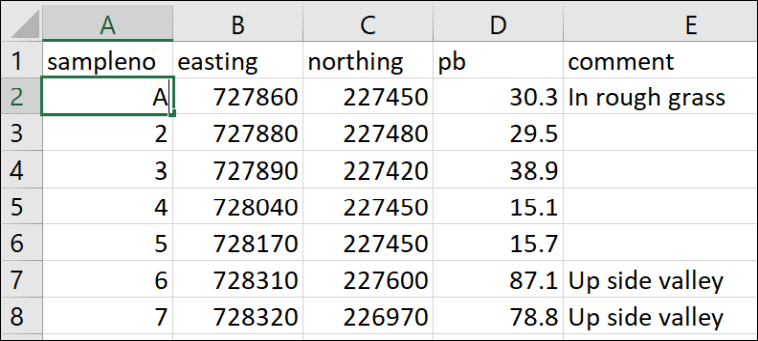 A B C D E
1 sampleno easting northing pb comment
2 A 727860 227450 30.3 In rough grass
3 2 727880 227480 29.5
4 3 727890 227420 38.9
5 4 728040 227450 15.1
6 5 728170 227450 15.7
7 6 728310 227600 87.1 Up side valley
8 7 728320 226970 78.8 Up side valley